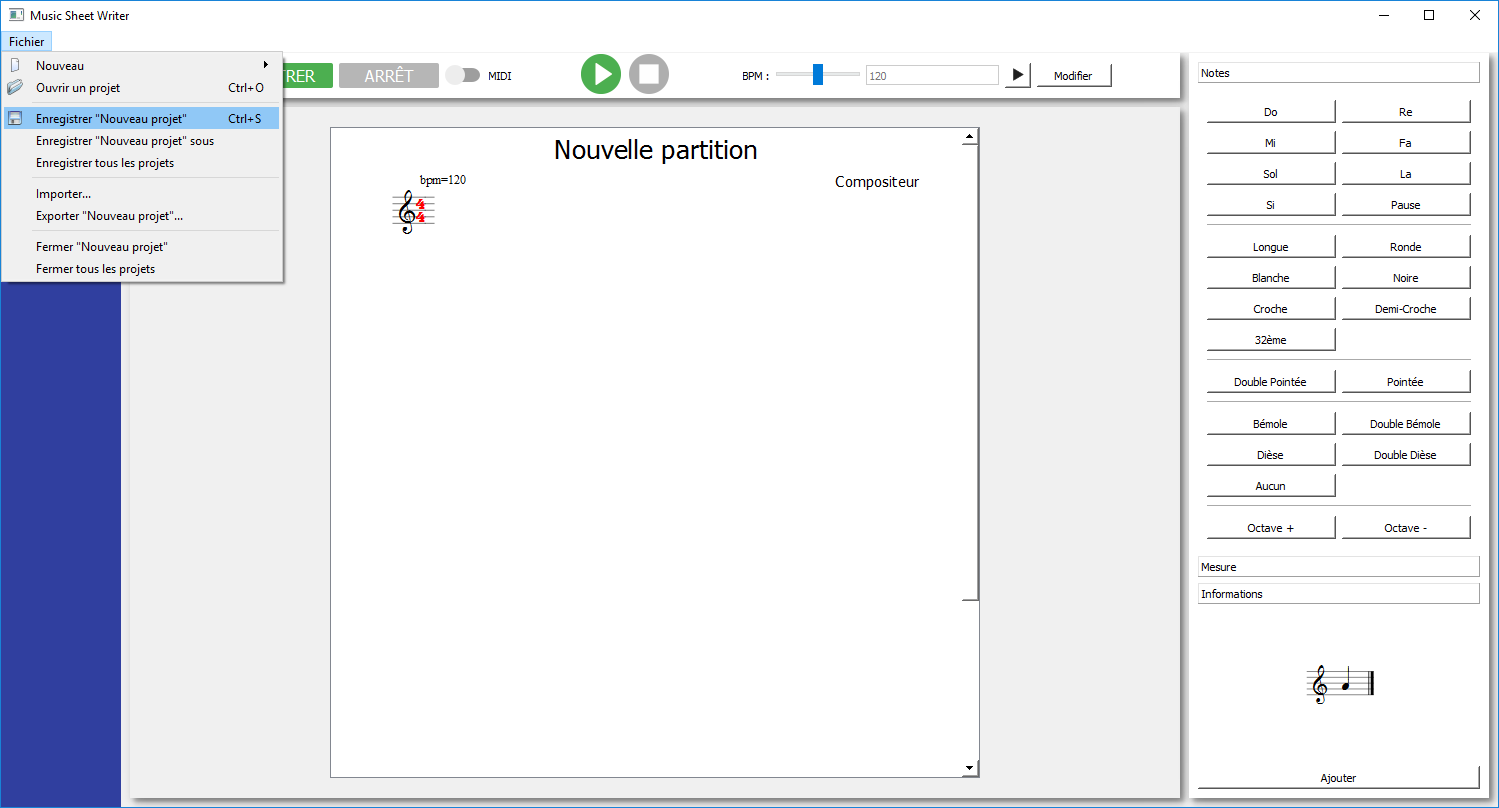 Music Sheet Writer
Fichier
Nouveau
Ouvrir un projet Ctrl+O
Enregistrer "Nouveau projet" Ctrl+S
Enregistrer "Nouveau projet" sous
Enregistrer tous les projets
Importer...
Exporter "Nouveau projet"...
Fermer "Nouveau projet"
Fermer tous les projets
TRER ARRÊT MIDI BPM : 120 Modifier
Nouvelle partition
bpm=120
Compositeur
4
4
Notes
Do Re
Mi Fa
Sol La
Si Pause
Longue Ronde
Blanche Noire
Croche Demi-Croche
32ème
Double Pointée Pointée
Bémole Double Bémole
Dièse Double Dièse
Aucun
Octave + Octave -
Mesure
Informations
Ajouter